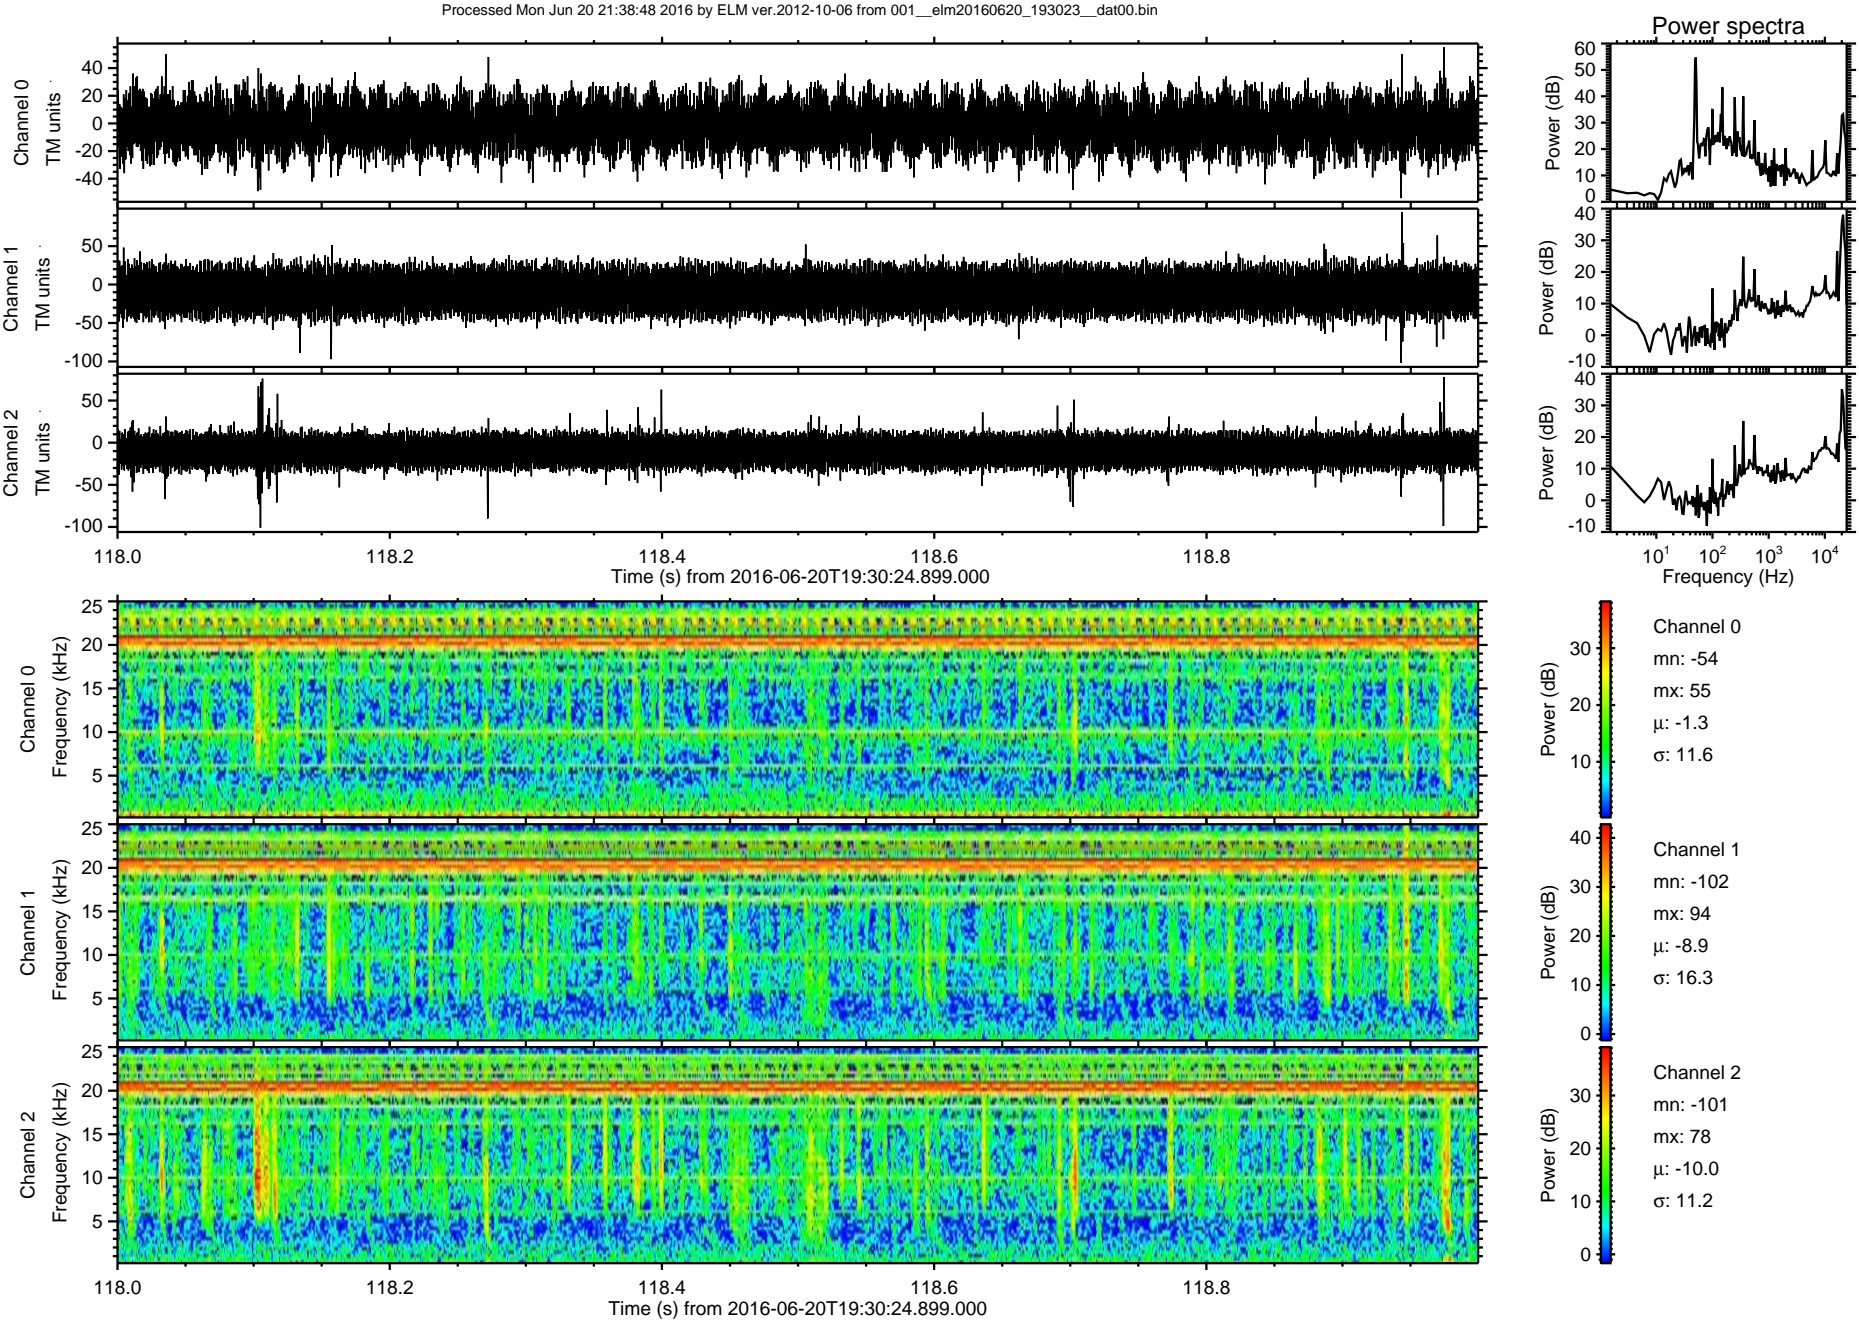 Processed Mon Jun 20 21:38:48 2016 by ELM ver.2012-10-06 from 001__elm20160620_193023__dat00.bin
Power spectra
Channel 0
TM units
40
20
0
-20
-40
Power (dB)
60
50
40
30
20
10
0
Channel 1
TM units
50
0
-50
-100
Power (dB)
40
30
20
10
0
-10
Channel 2
TM units
50
0
-50
-100
Power (dB)
40
30
20
10
0
-10
118.0 118.2 118.4 118.6 118.8
Time (s) from 2016-06-20T19:30:24.899.000
10^1 10^2 10^3 10^4
Frequency (Hz)
Channel 0
Frequency (kHz)
25
20
15
10
5
Power (dB)
30
20
10
Channel 0
mn: -54
mx: 55
μ: -1.3
σ: 11.6
Channel 1
Frequency (kHz)
25
20
15
10
5
Power (dB)
40
30
20
10
0
Channel 1
mn: -102
mx: 94
μ: -8.9
σ: 16.3
Channel 2
Frequency (kHz)
25
20
15
10
5
Power (dB)
30
20
10
0
Channel 2
mn: -101
mx: 78
μ: -10.0
σ: 11.2
118.0 118.2 118.4 118.6 118.8
Time (s) from 2016-06-20T19:30:24.899.000